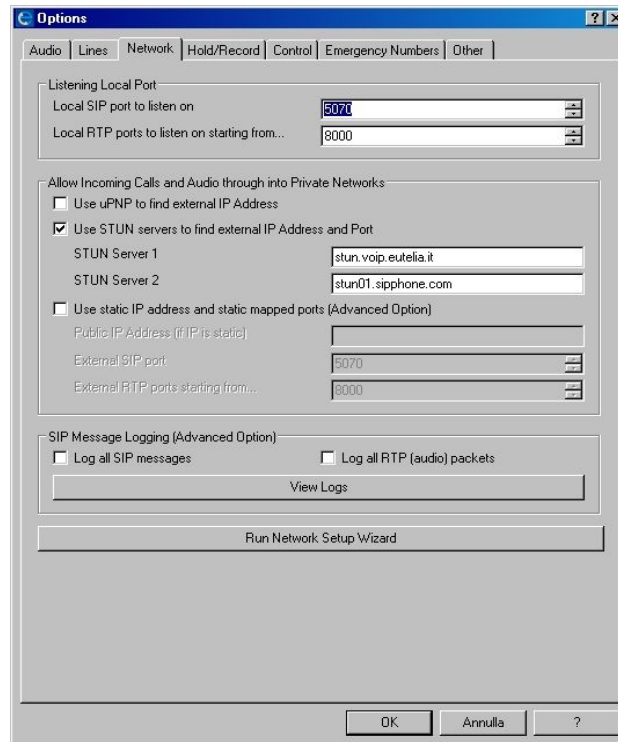 Options
Audio Lines Network Hold/Record Control Emergency Numbers Other
Listening Local Port
Local SIP port to listen on 5070
Local RTP ports to listen on starting from... 8000
Allow Incoming Calls and Audio through into Private Networks
Use uPNP to find external IP Address
Use STUN servers to find external IP Address and Port
STUN Server 1 stun.voip.eutelia.it
STUN Server 2 stun01.sipphone.com
Use static IP address and static mapped ports (Advanced Option)
Public IP Address (if IP is static)
External SIP port 5070
External RTP ports starting from... 8000
SIP Message Logging (Advanced Option)
Log all SIP messages Log all RTP (audio) packets
View Logs
Run Network Setup Wizard
OK Annulla ?